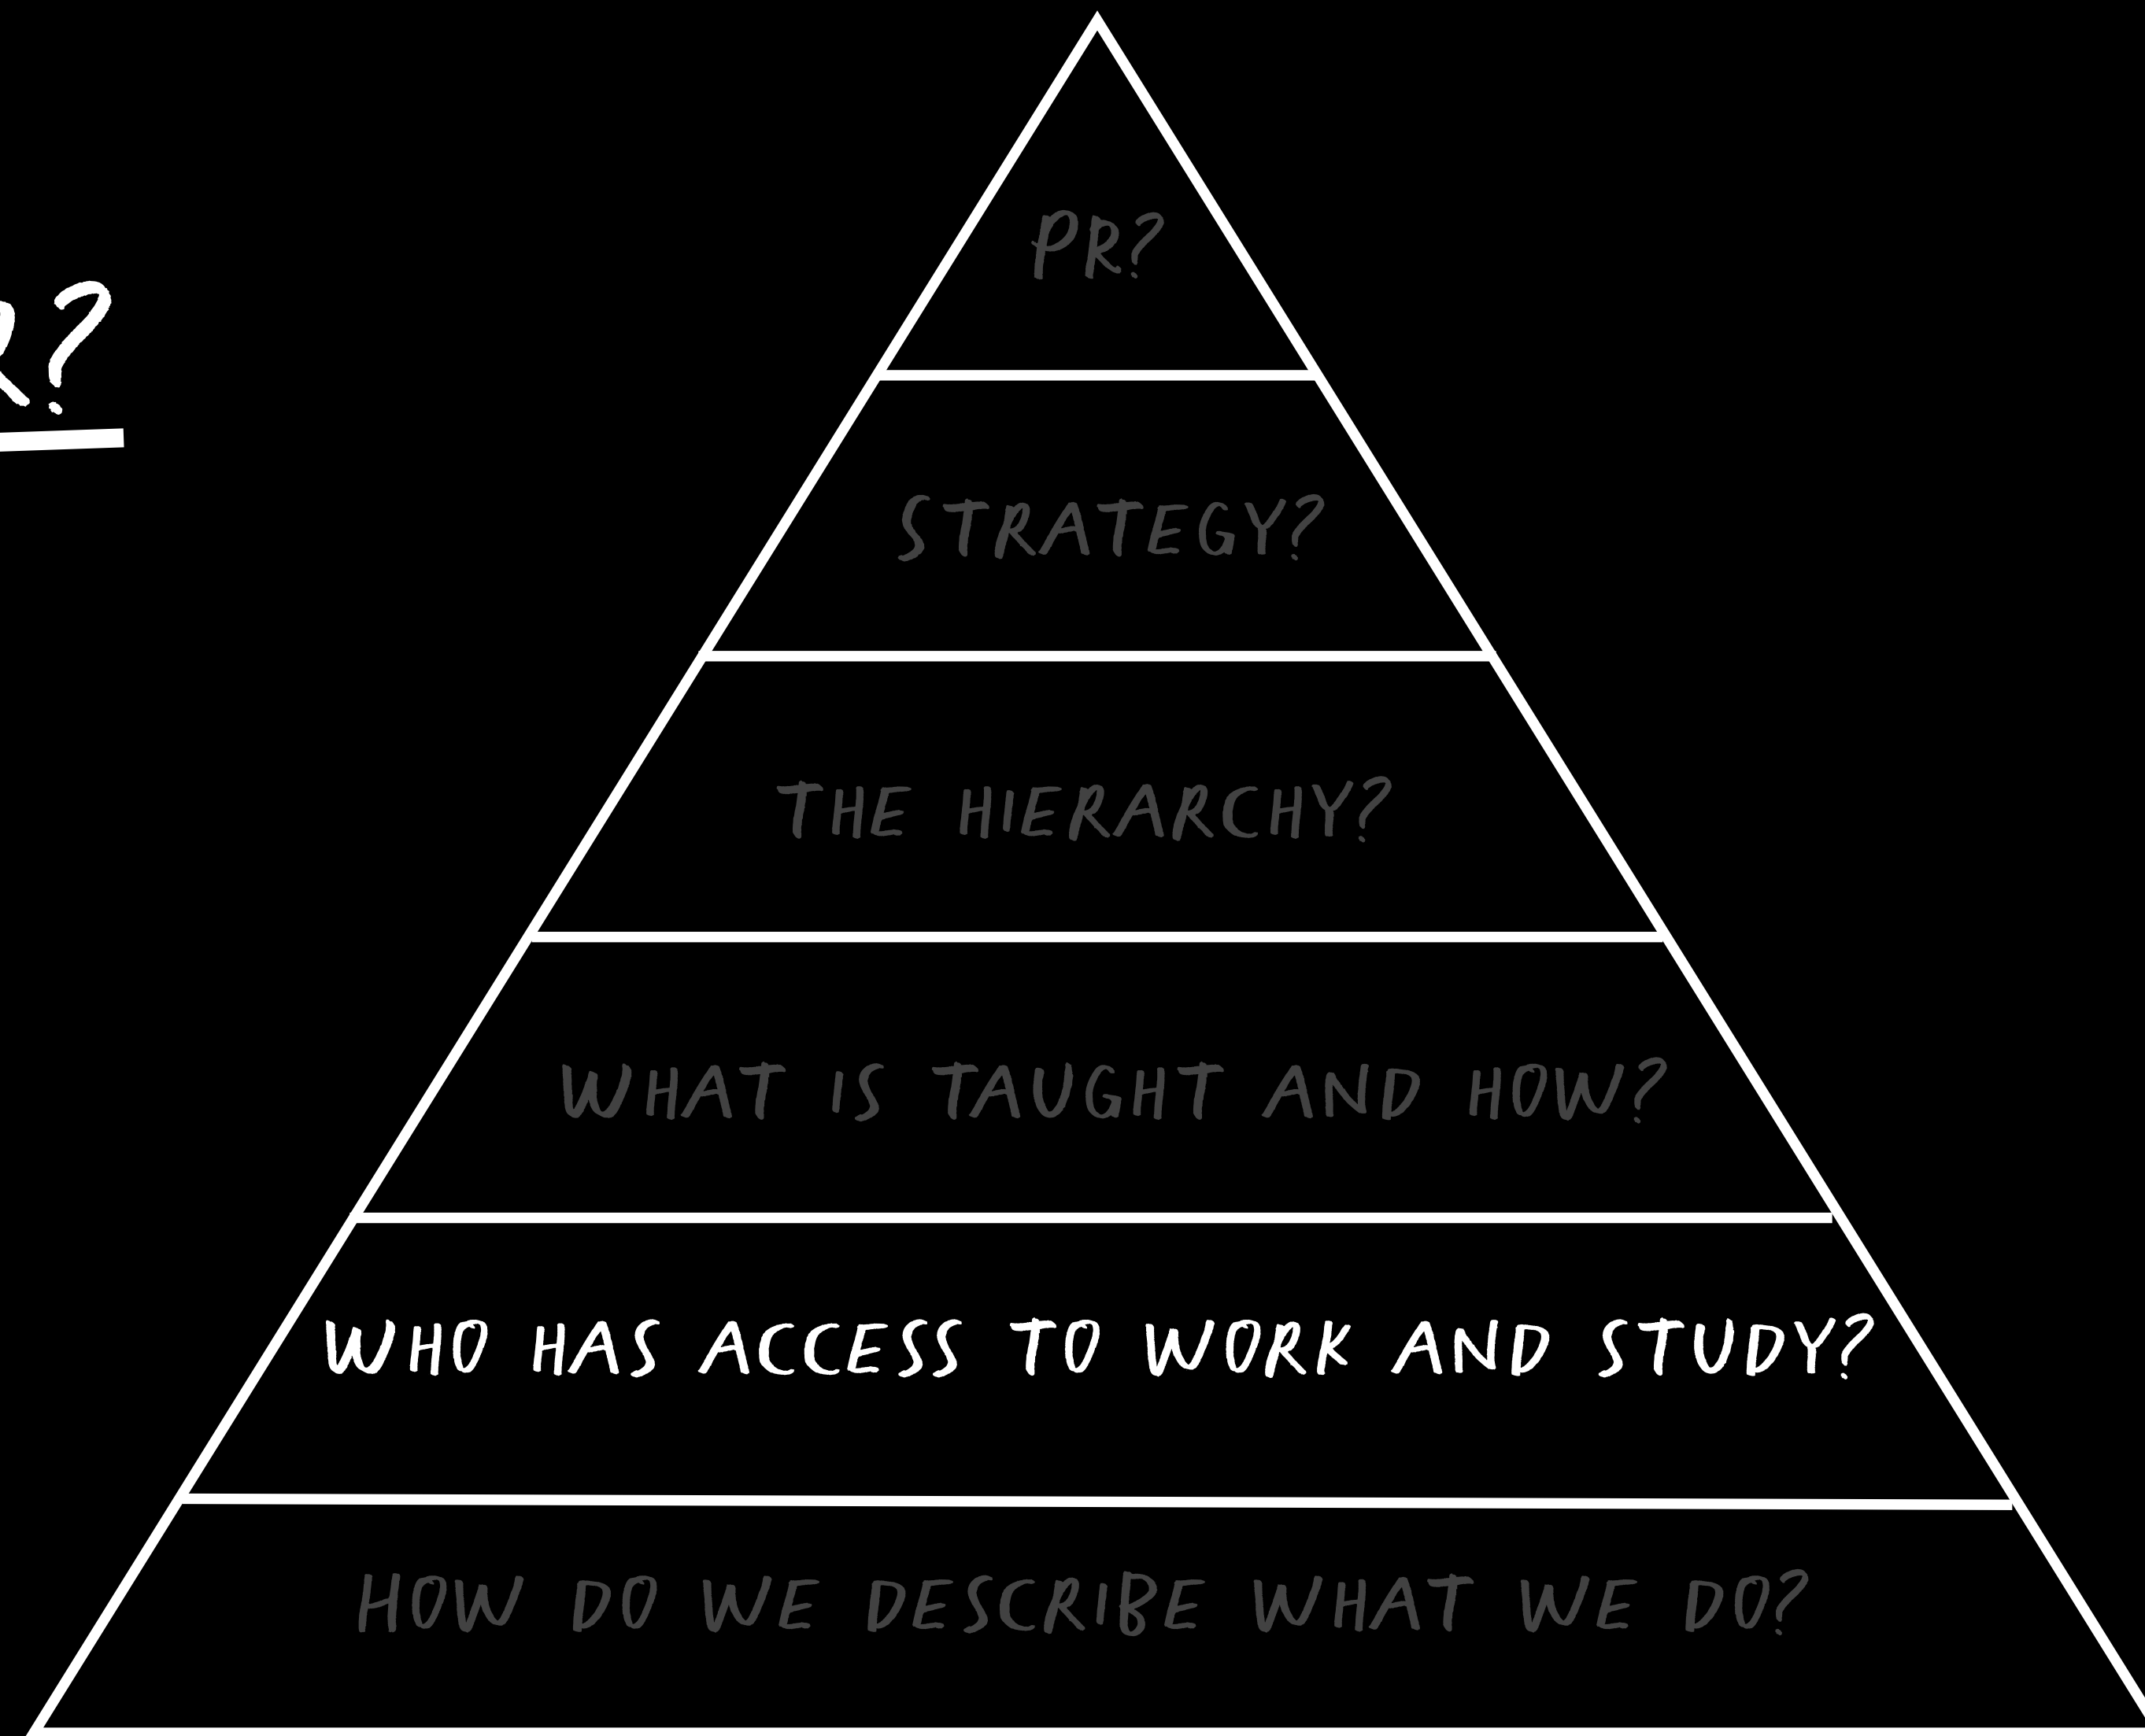 PR?
R?
STRATEGY?
THE HIERARCHY?
WHAT IS TAUGHT AND HOW?
WHO HAS ACCESS TO WORK AND STUDY?
HOW DO WE DESCRIBE WHAT WE DO?